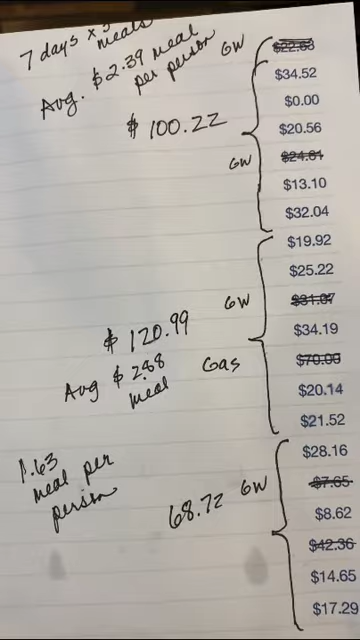 7 days x 3
meals
Avg. $2.39 meal
per person
GW
$22.68
$34.52
$0.00
$ 100.22
$20.56
GW
$24.81
$13.10
$32.04
$19.92
$25.22
GW
$31.07
$ 120.99
$34.19
Avg $ 2.88
meal
Gas
$70.00
$20.14
$21.52
1.63
meal per
person
$28.16
68.72 GW
$7.65
$8.62
$42.36
$14.65
$17.29